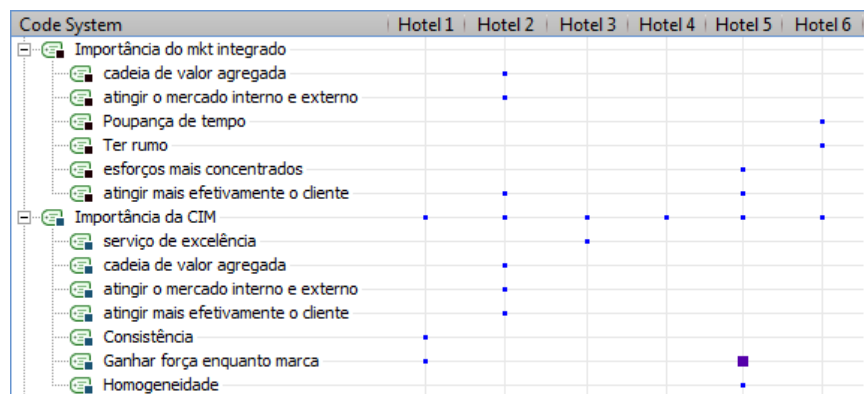 Code System Hotel 1 Hotel 2 Hotel 3 Hotel 4 Hotel 5 Hotel 6
Importância do mkt integrado
cadeia de valor agregada
atingir o mercado interno e externo
Poupança de tempo
Ter rumo
esforços mais concentrados
atingir mais efetivamente o cliente
Importância da CIM
serviço de excelência
cadeia de valor agregada
atingir o mercado interno e externo
atingir mais efetivamente o cliente
Consistência
Ganhar força enquanto marca
Homogeneidade